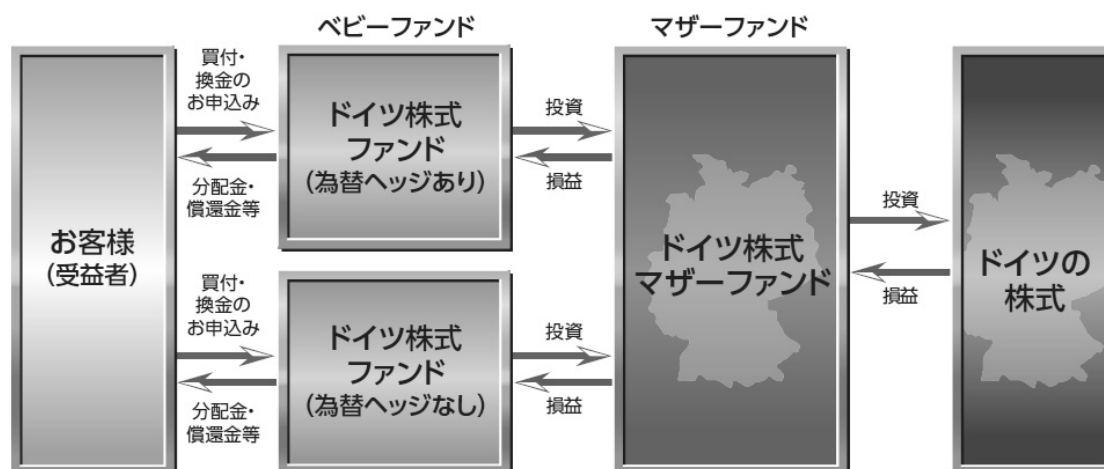 ベビーファンド
マザーファンド
お客様
(受益者)
買付・
換金の
お申込み
分配金・
償還金等
ドイツ株式
ファンド
(為替ヘッジあり)
投資
損益
買付・
換金の
お申込み
分配金・
償還金等
ドイツ株式
ファンド
(為替ヘッジなし)
投資
損益
ドイツ株式
マザーファンド
投資
損益
ドイツの
株式